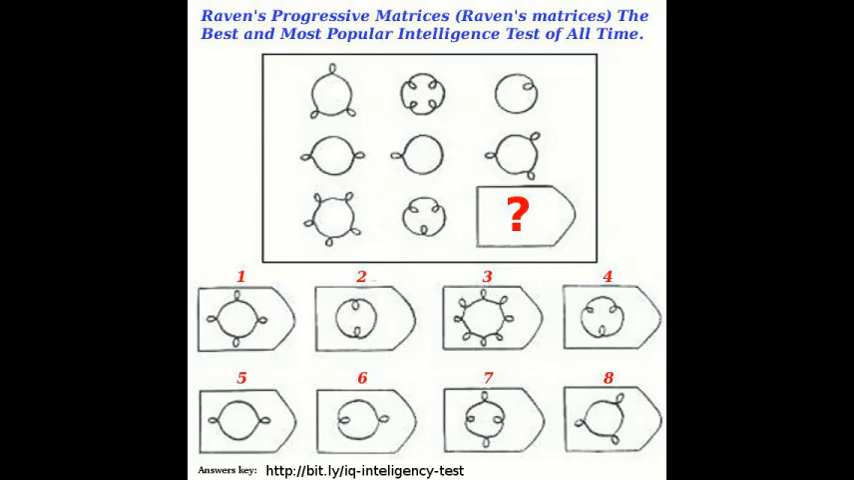 Raven's Progressive Matrices (Raven's matrices) The
Best and Most Popular Intelligence Test of All Time.
?
1 2 3 4
5 6 7 8
Answers key: http://bit.ly/iq-inteligency-test